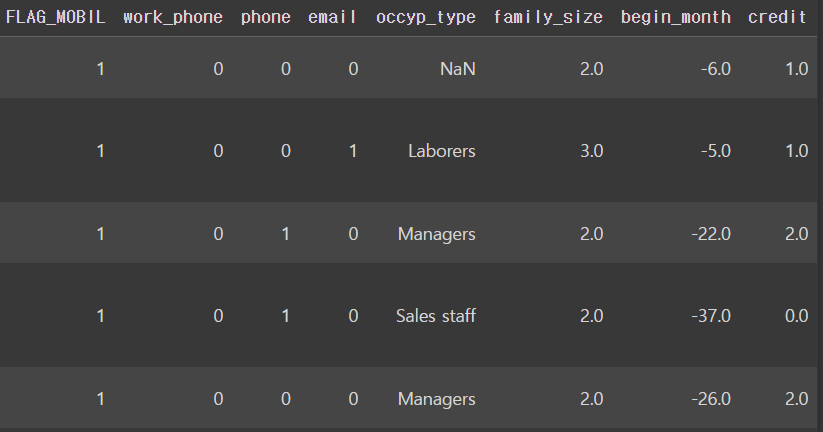 FLAG_MOBIL work_phone phone email occyp_type family_size begin_month credit
1 0 0 0 NaN 2.0 -6.0 1.0
1 0 0 1 Laborers 3.0 -5.0 1.0
1 0 1 0 Managers 2.0 -22.0 2.0
1 0 1 0 Sales staff 2.0 -37.0 0.0
1 0 0 0 Managers 2.0 -26.0 2.0